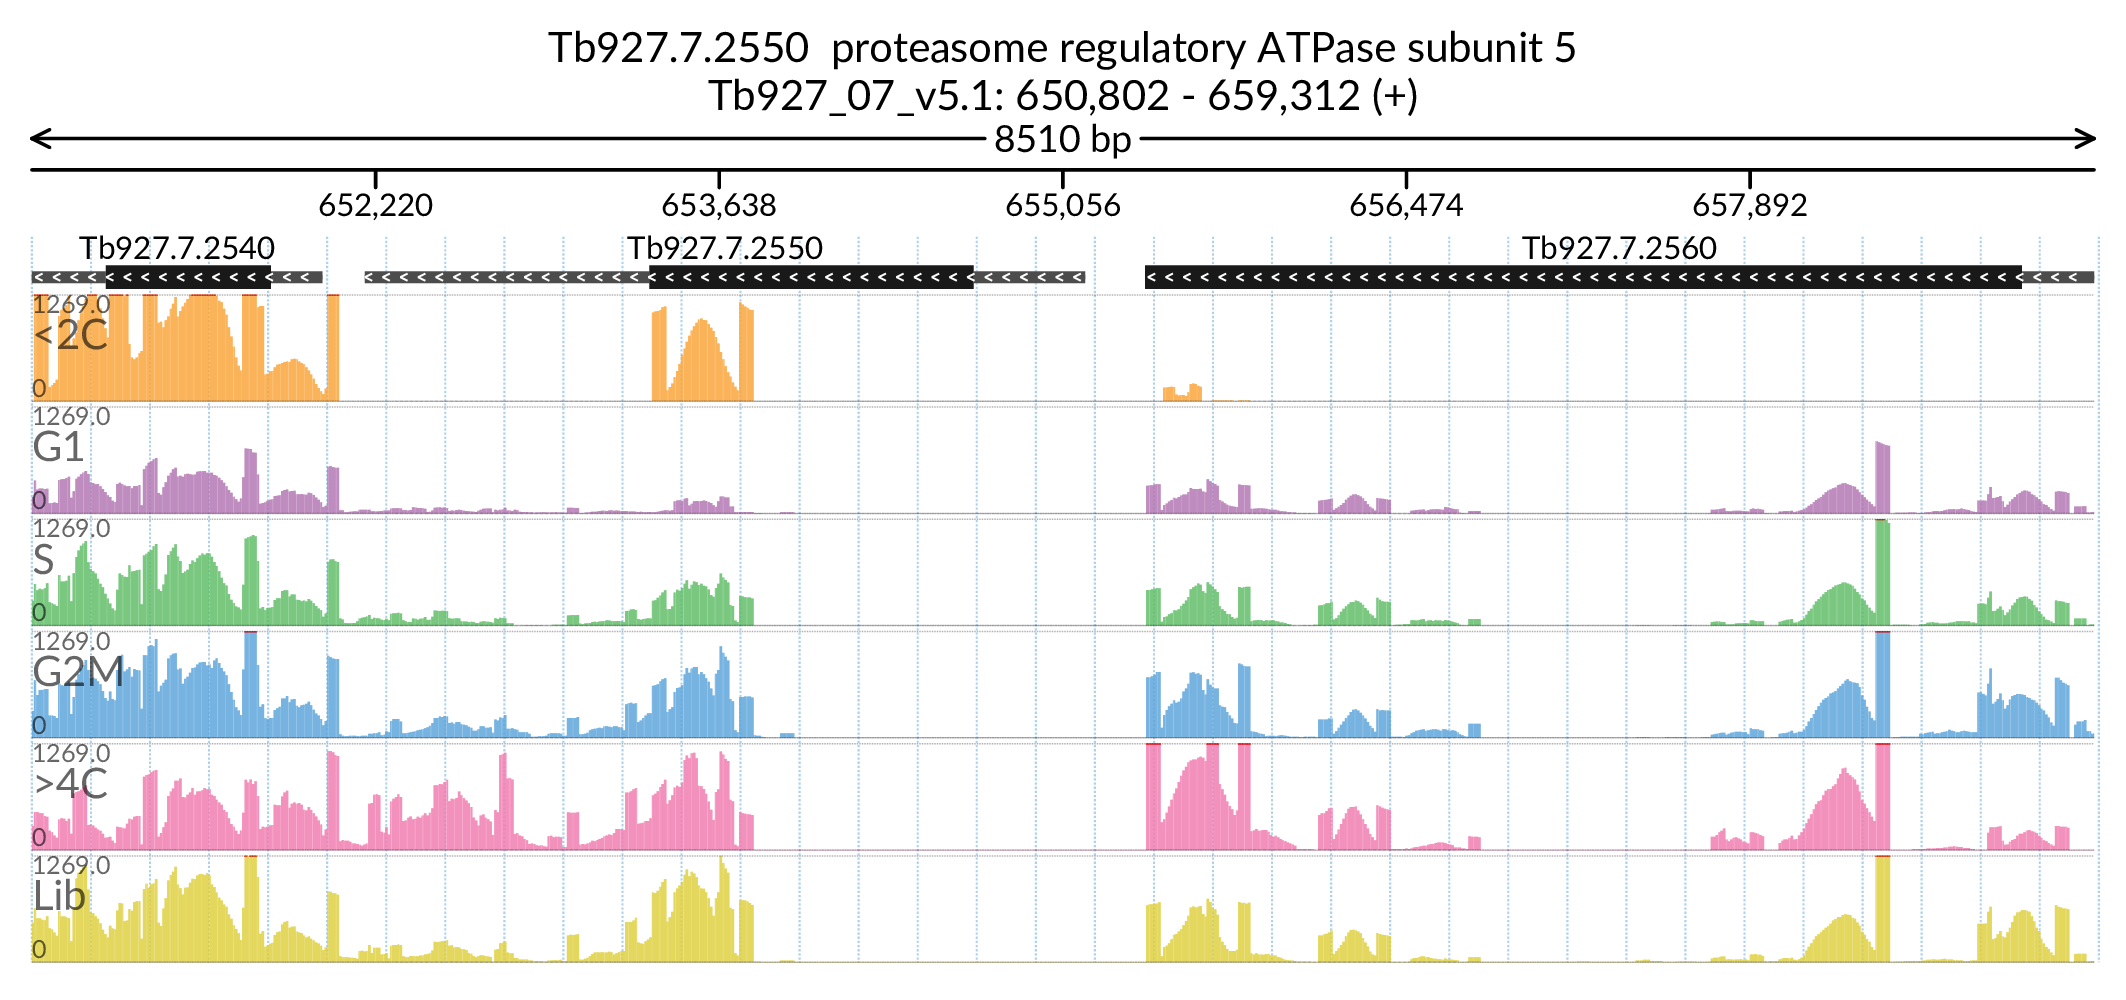 Tb927.7.2550  proteasome regulatory ATPase subunit 5
Tb927_07_v5.1: 650,802 - 659,312 (+)
8510 bp
652,220 653,638 655,056 656,474 657,892
Tb927.7.2540 Tb927.7.2550 Tb927.7.2560
1269.0
<2C
0
1269.0
G1
0
1269.0
S
0
1269.0
G2M
0
1269.0
>4C
0
1269.0
Lib
0